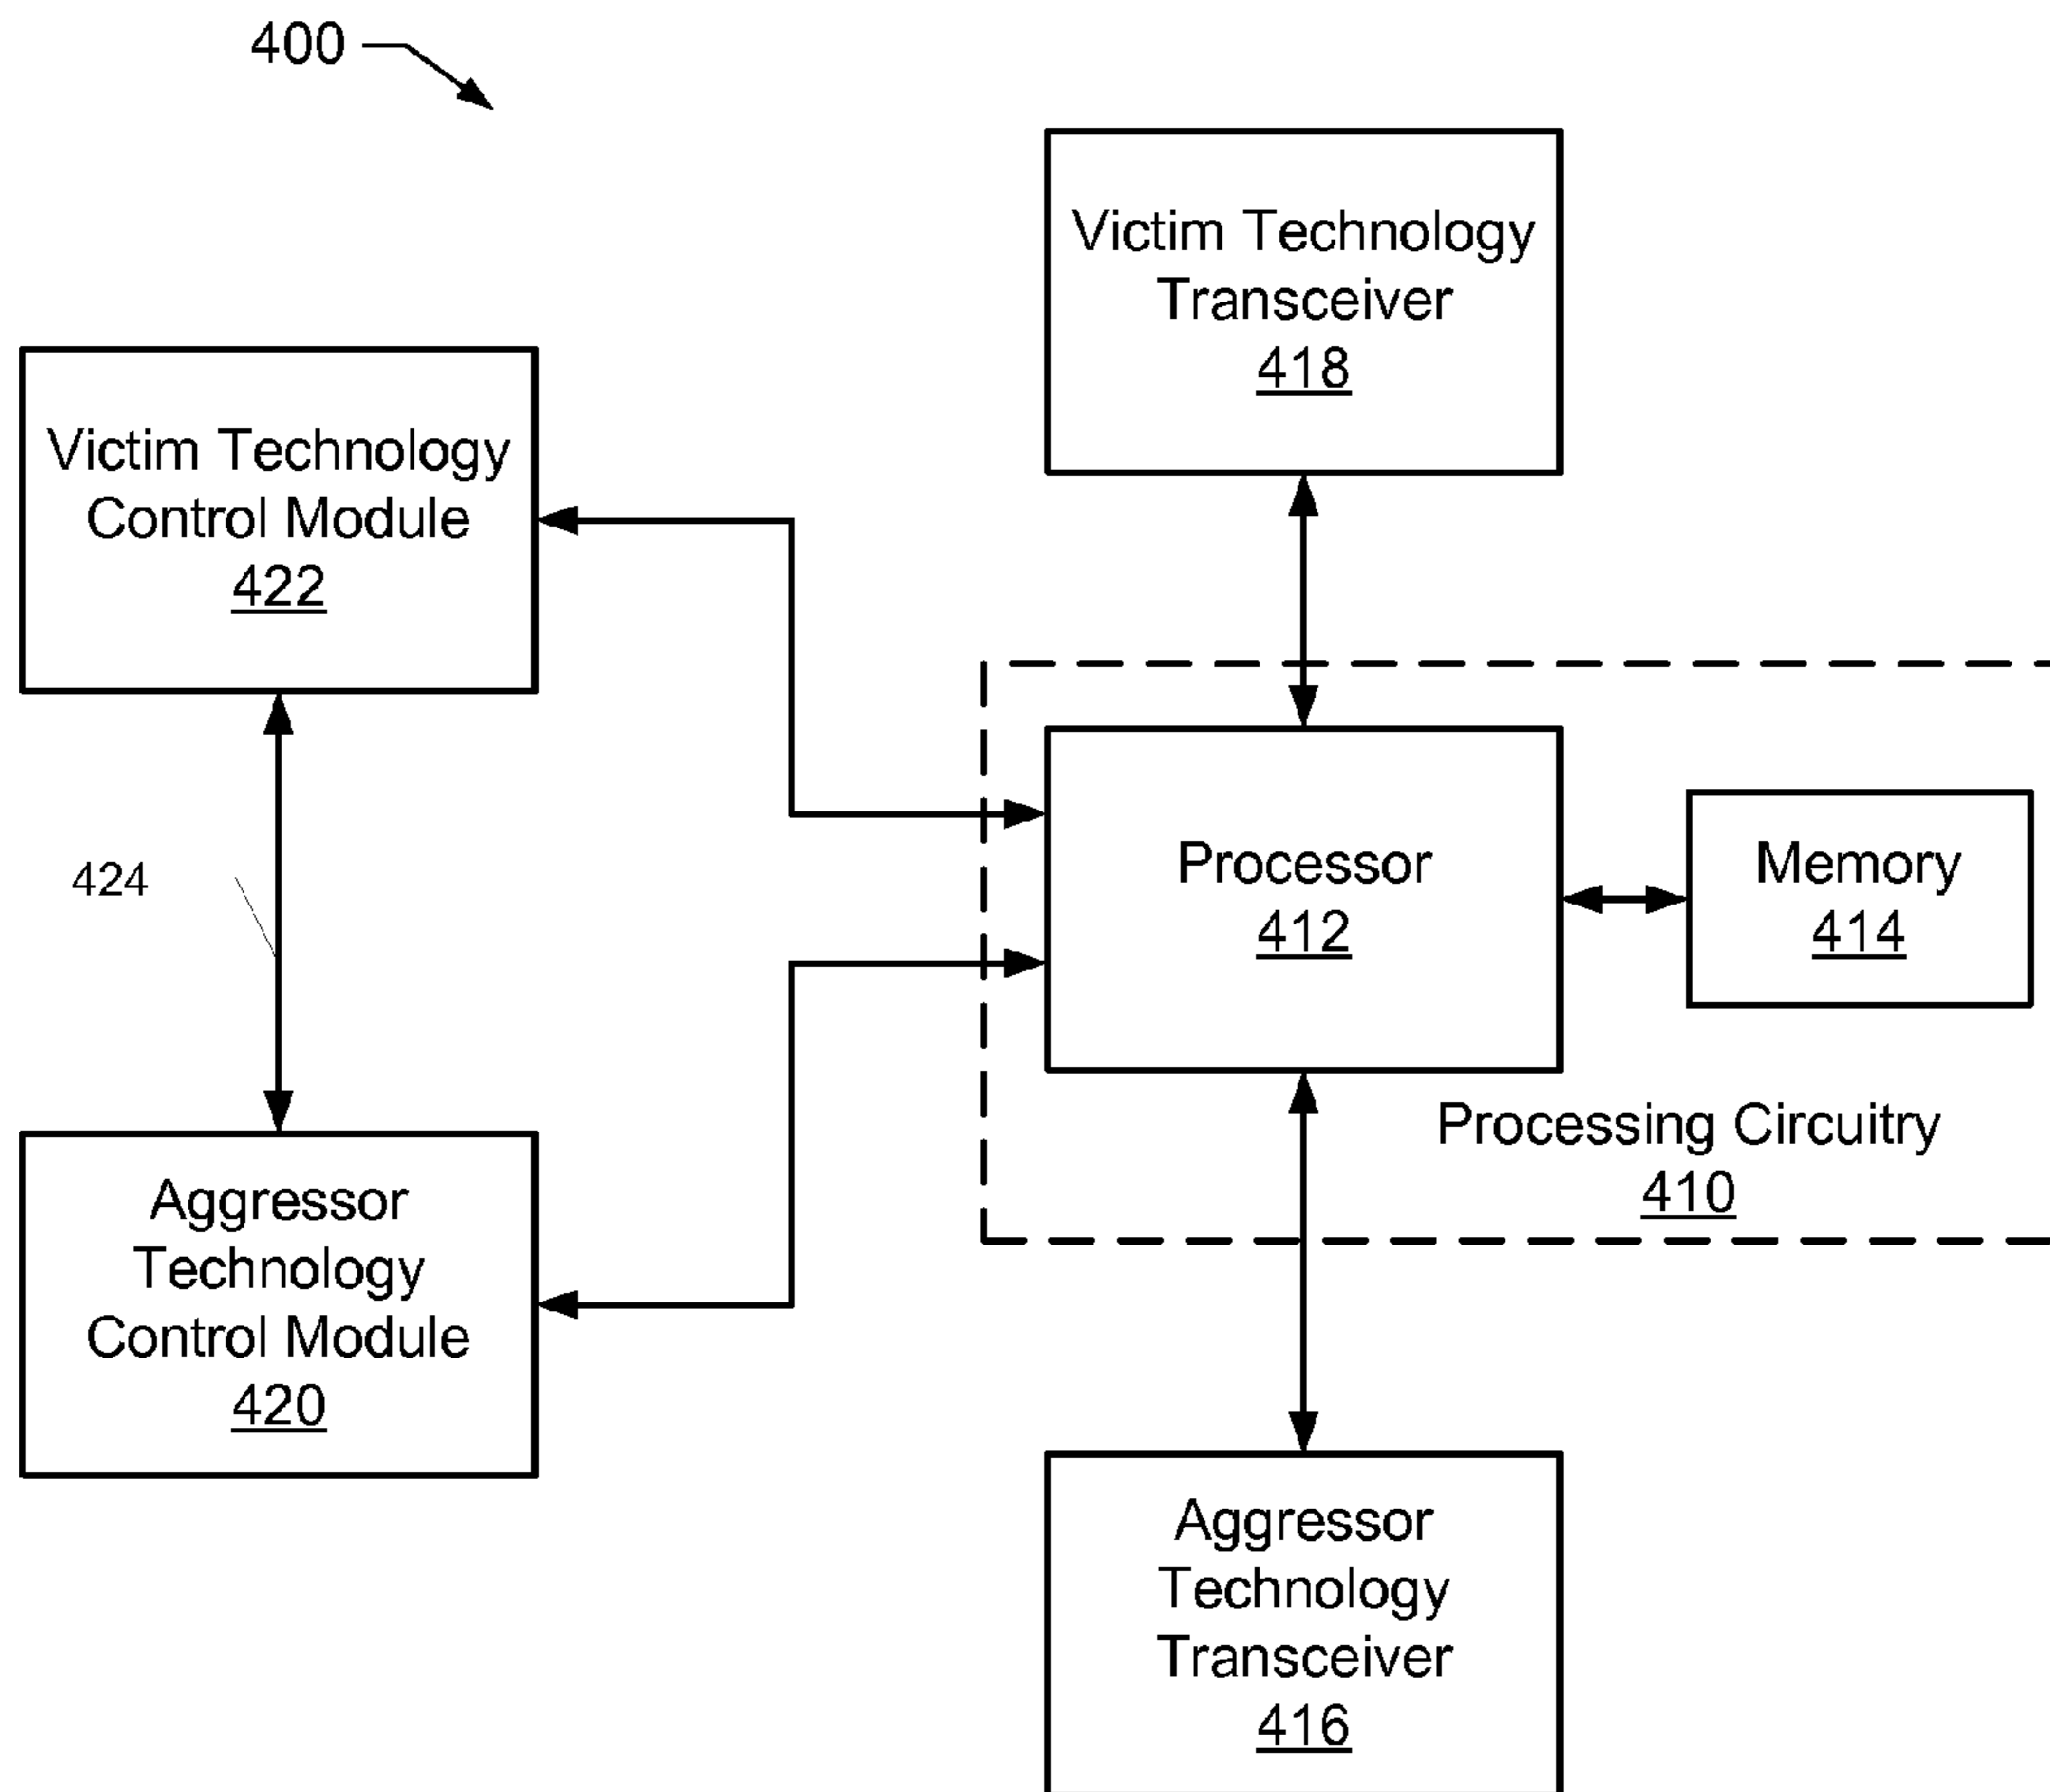 400
Victim Technology
Transceiver
418
Victim Technology
Control Module
422
Processor
412
Memory
414
424
Processing Circuitry
410
Aggressor
Technology
Control Module
420
Aggressor
Technology
Transceiver
416